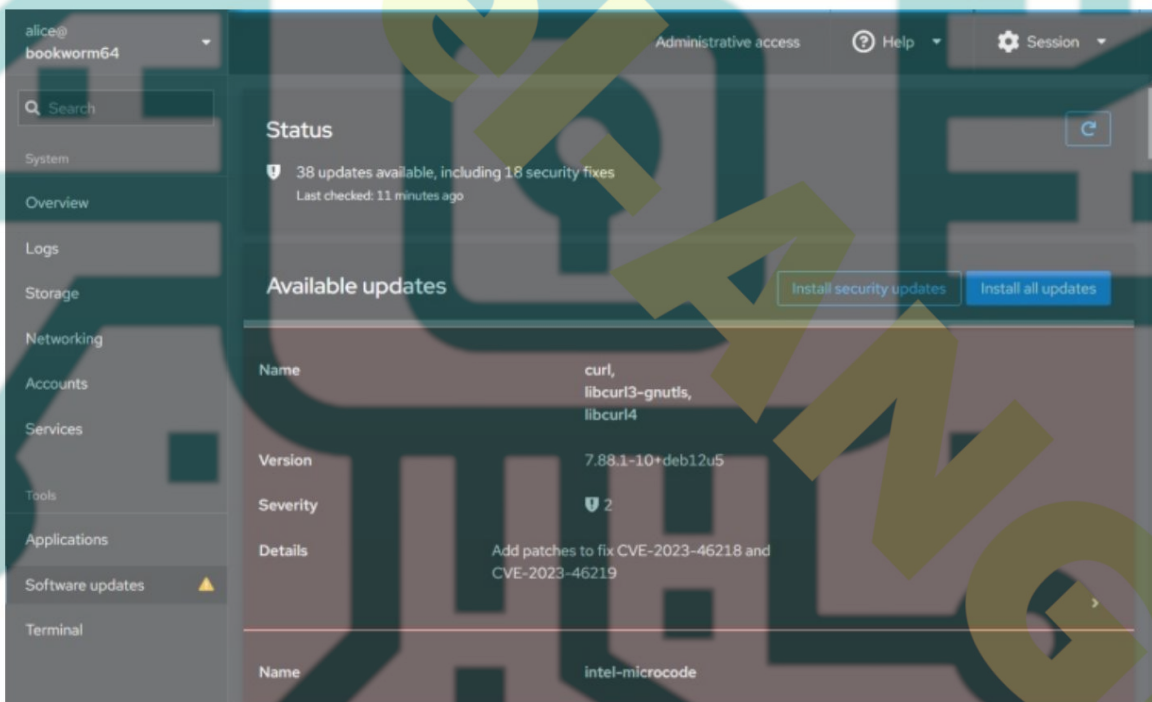 alice@
bookworm64
Administrative access
Help
Session
Search
Status
38 updates available, including 18 security fixes
Last checked: 11 minutes ago
System
Overview
Logs
Storage
Networking
Accounts
Services
Tools
Applications
Software updates
Terminal
Available updates
Install security updates
Install all updates
Name
curl,
libcurl3-gnutls,
libcurl4
Version
7.88.1-10+deb12u5
Severity
2
Details
Add patches to fix CVE-2023-46218 and
CVE-2023-46219
Name
intel-microcode